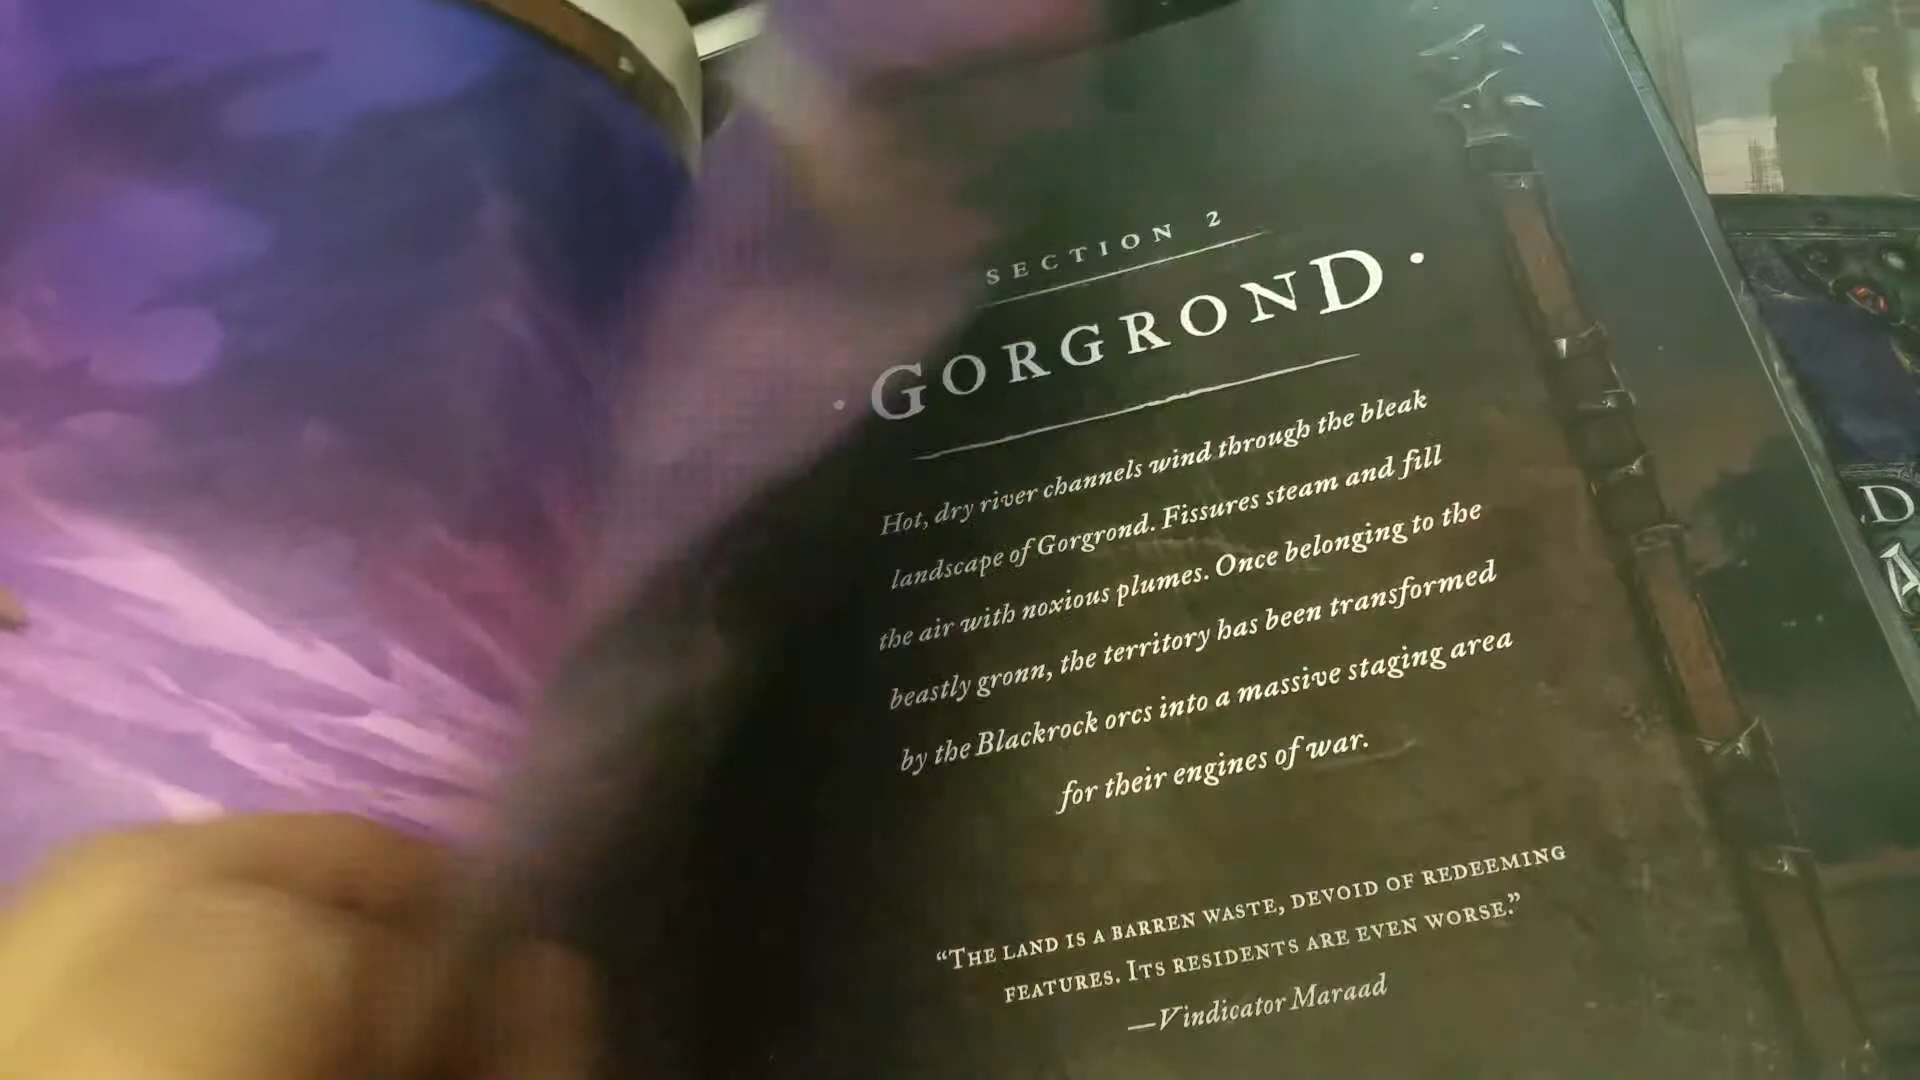 SECTION 2
· GORGROND ·
Hot, dry river channels wind through the bleak
landscape of Gorgrond. Fissures steam and fill
the air with noxious plumes. Once belonging to the
beastly gronn, the territory has been transformed
by the Blackrock orcs into a massive staging area
for their engines of war.
“THE LAND IS A BARREN WASTE, DEVOID OF REDEEMING
FEATURES. ITS RESIDENTS ARE EVEN WORSE.”
—Vindicator Maraad
D
A